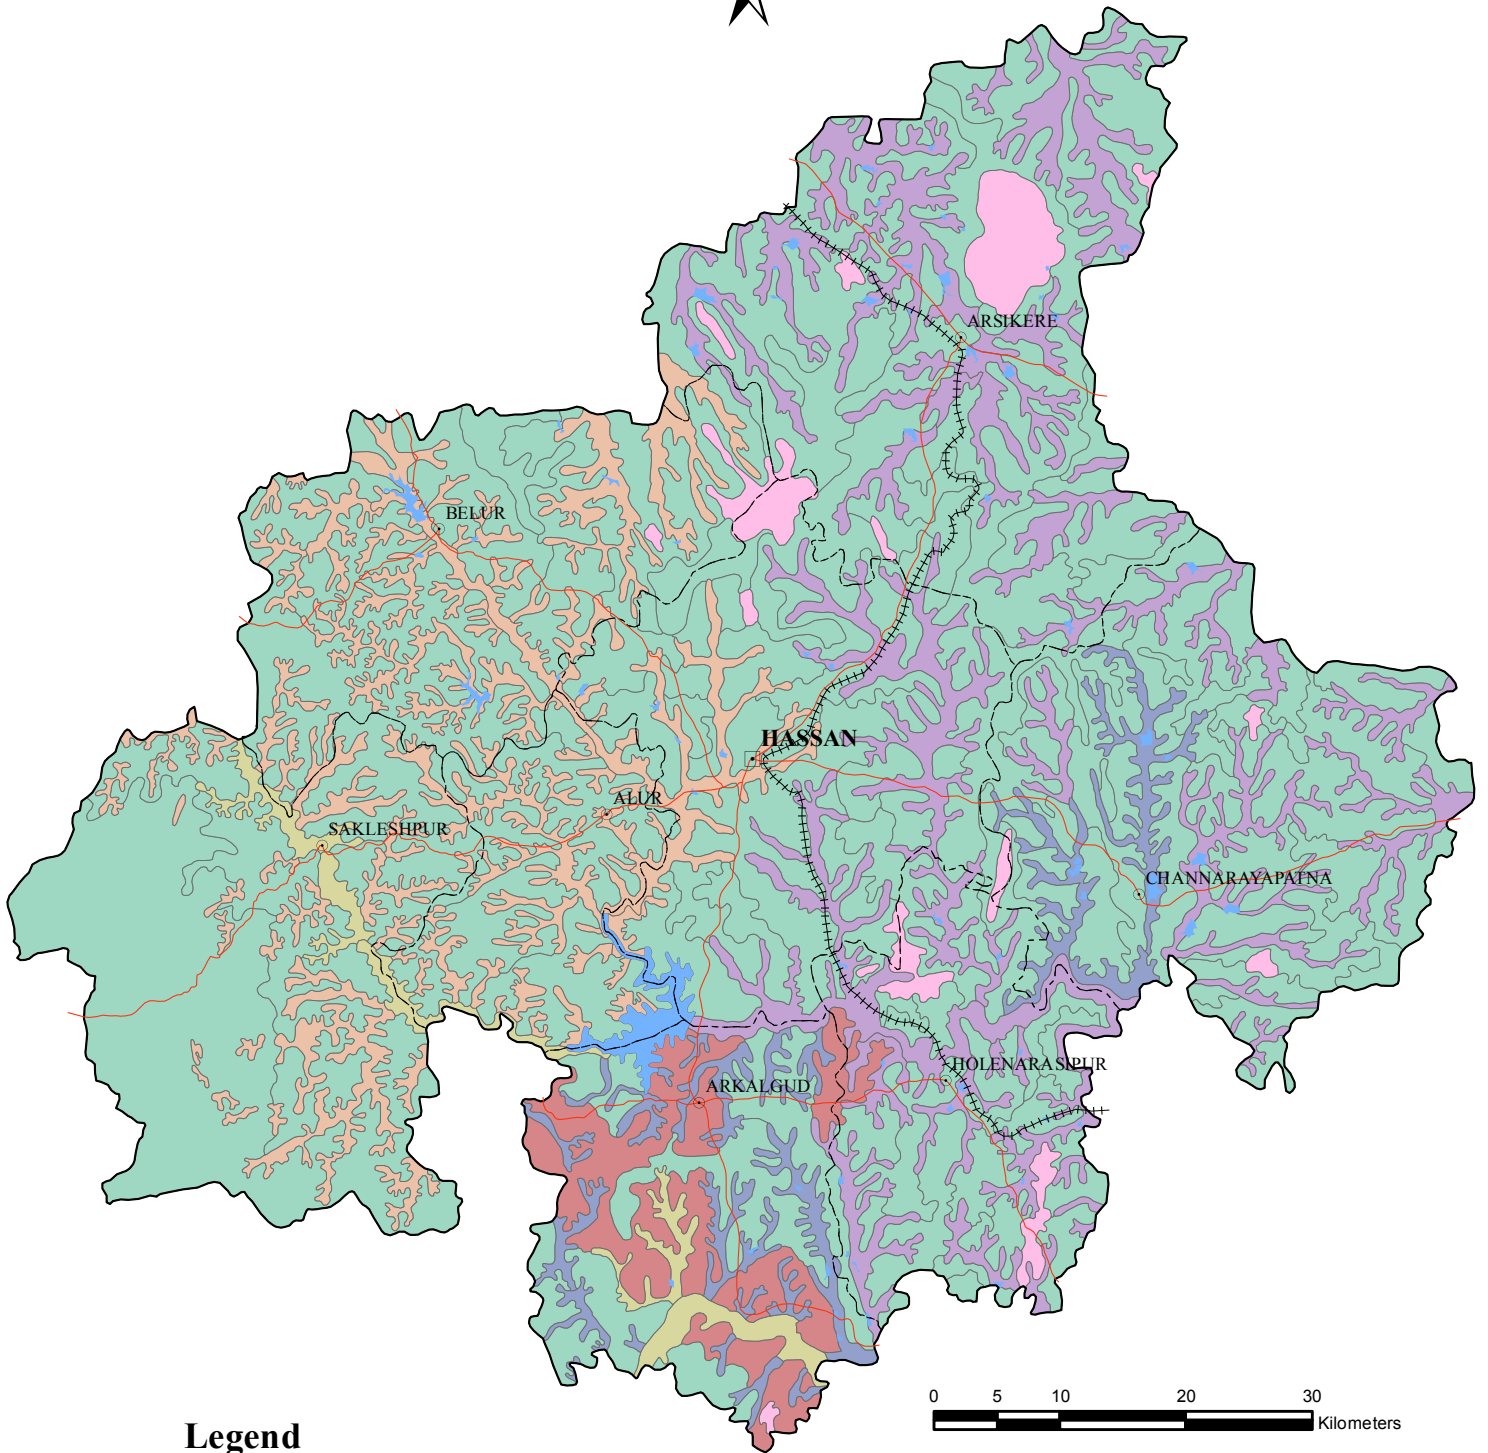 ARSIKERE
BELUR
HASSAN
ALUR
SAKLESHPUR
CHANNARAYAPATNA
HOLENARASIPUR
ARKALGUD
0 5 10 20 30
Kilometers
Legend